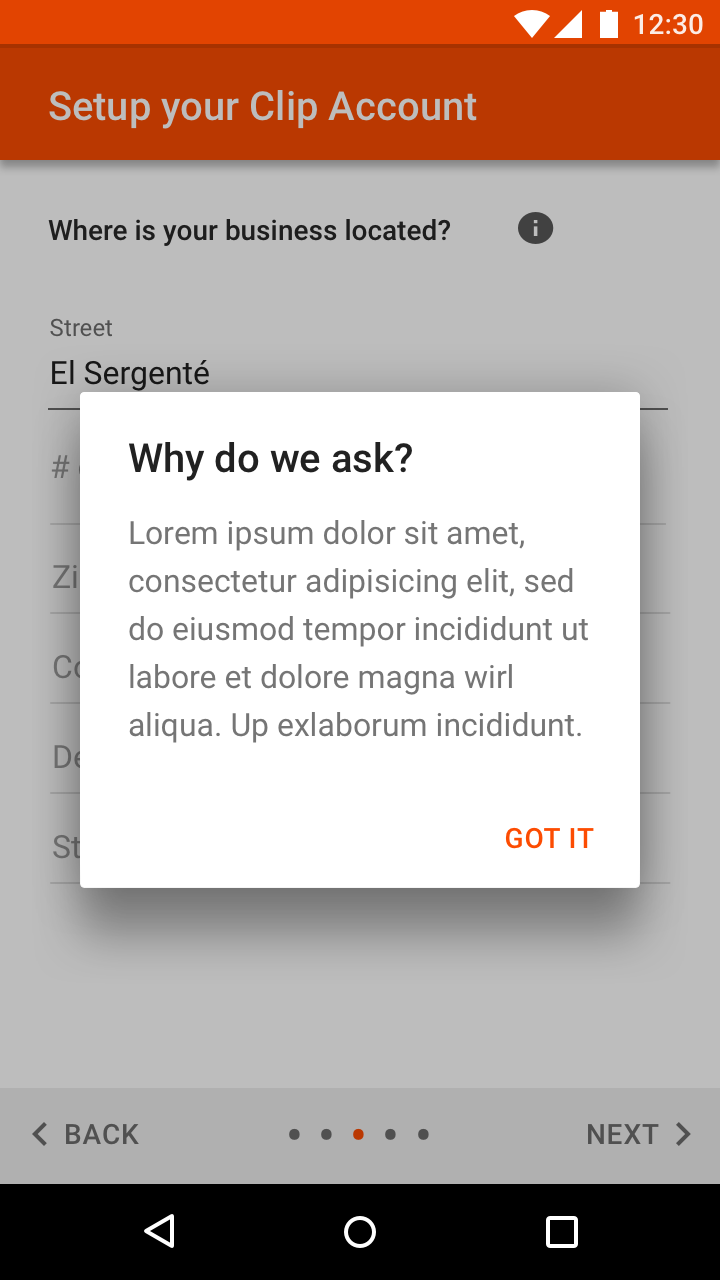 12:30
Setup your Clip Account
Where is your business located?
Street
El Sergenté
#
Why do we ask?
Lorem ipsum dolor sit amet,
consectetur adipisicing elit, sed
do eiusmod tempor incididunt ut
labore et dolore magna wirl
aliqua. Up exlaborum incididunt.
GOT IT
BACK
NEXT